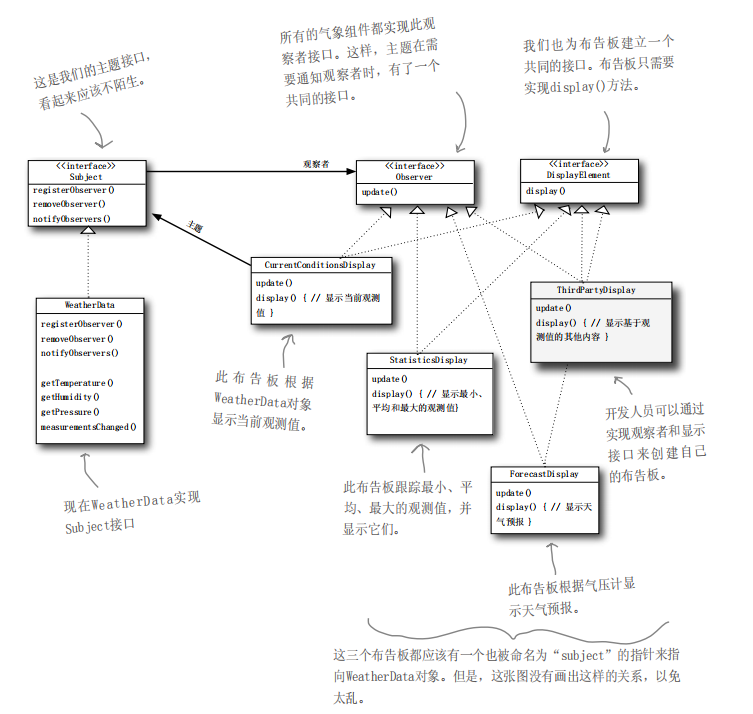 这是我们的主题接口，
看起来应该不陌生。
所有的气象组件都实现此观
察者接口。这样，主题在需
要通知观察者时，有了一个
共同的接口。
我们也为布告板建立一个
共同的接口。布告板只需要
实现display()方法。
<<interface>>
Subject
registerObserver()
removeObserver()
notifyObservers()
观察者
<<interface>>
Observer
update()
<<interface>>
DisplayElement
display()
主题
WeatherData
registerObserver()
removeObserver()
notifyObservers()
getTemperature()
getHumidity()
getPressure()
measurementsChanged()
CurrentConditionsDisplay
update()
display() { // 显示当前观测
值 }
ThirdPartyDisplay
update()
display() { // 显示基于观
测值的其他内容 }
StatisticsDisplay
update()
display() { // 显示最小、
平均和最大的观测值}
ForecastDisplay
update()
display() { // 显示天
气预报 }
此布告板根据
WeatherData对象
显示当前观测值。
开发人员可以通过
实现观察者和显示
接口来创建自己
的布告板。
现在WeatherData实现
Subject接口
此布告板跟踪最小、平
均、最大的观测值，并
显示它们。
此布告板根据气压计显
示天气预报。
这三个布告板都应该有一个也被命名为“subject”的指针来指
向WeatherData对象。但是，这张图没有画出这样的关系，以免
太乱。